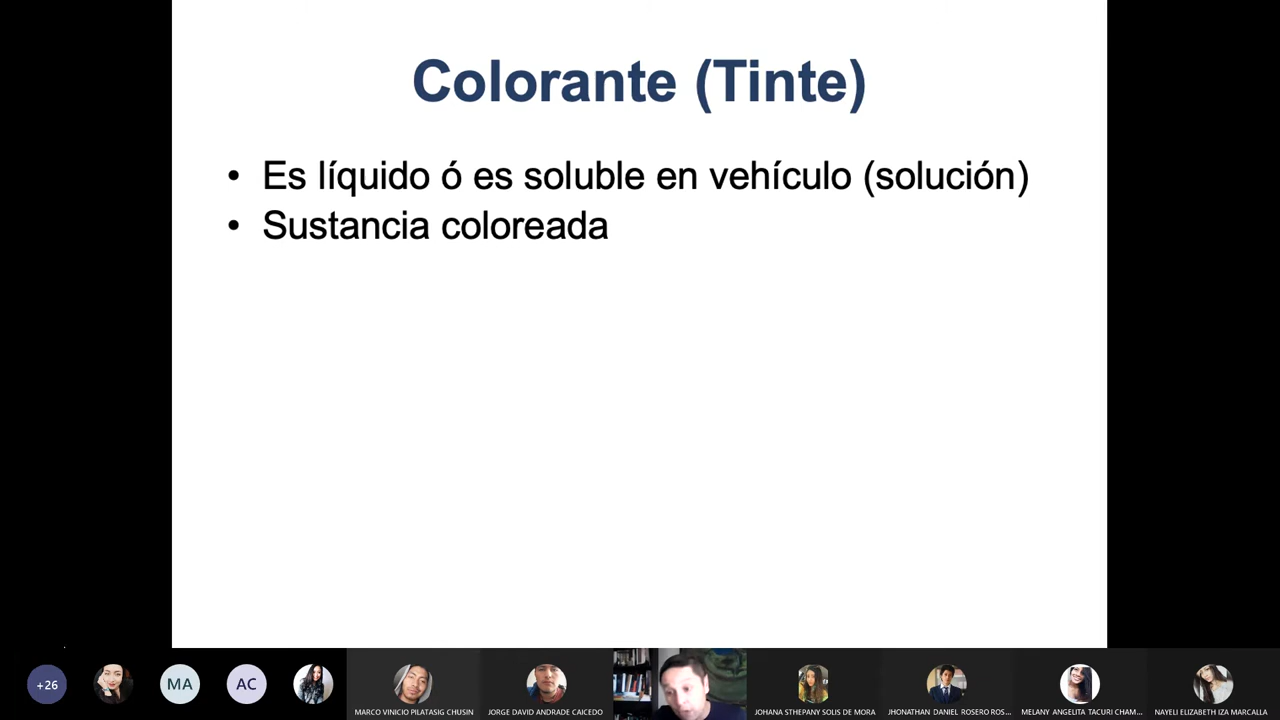 Colorante (Tinte)
• Es líquido ó es soluble en vehículo (solución)
• Sustancia coloreada
+26
MA
AC
MARCO VINICIO PILATASIG CHUSIN
JORGE DAVID ANDRADE CAICEDO
JOHANA STHEPANY SOLIS DE MORA
JHONATHAN DANIEL ROSERO ROS...
MELANY ANGELITA TACURI CHAM...
NAYELI ELIZABETH IZA MARCALLA